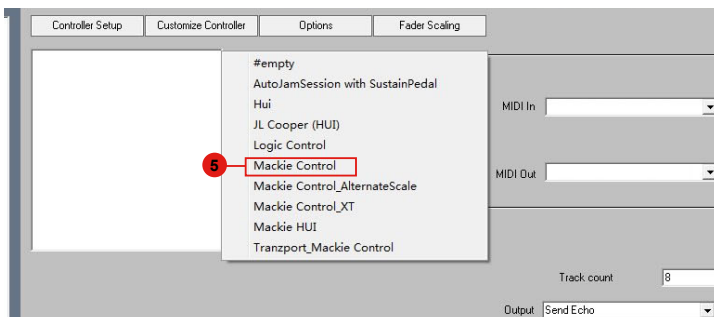 Controller Setup
Customize Controller
Options
Fader Scaling
#empty
AutoJamSession with SustainPedal
Hui
JL Cooper (HUI)
Logic Control
5
Mackie Control
Mackie Control_AlternateScale
Mackie Control_XT
Mackie HUI
Tranzport_Mackie Control
MIDI In
MIDI Out
Track count
8
Output
Send Echo